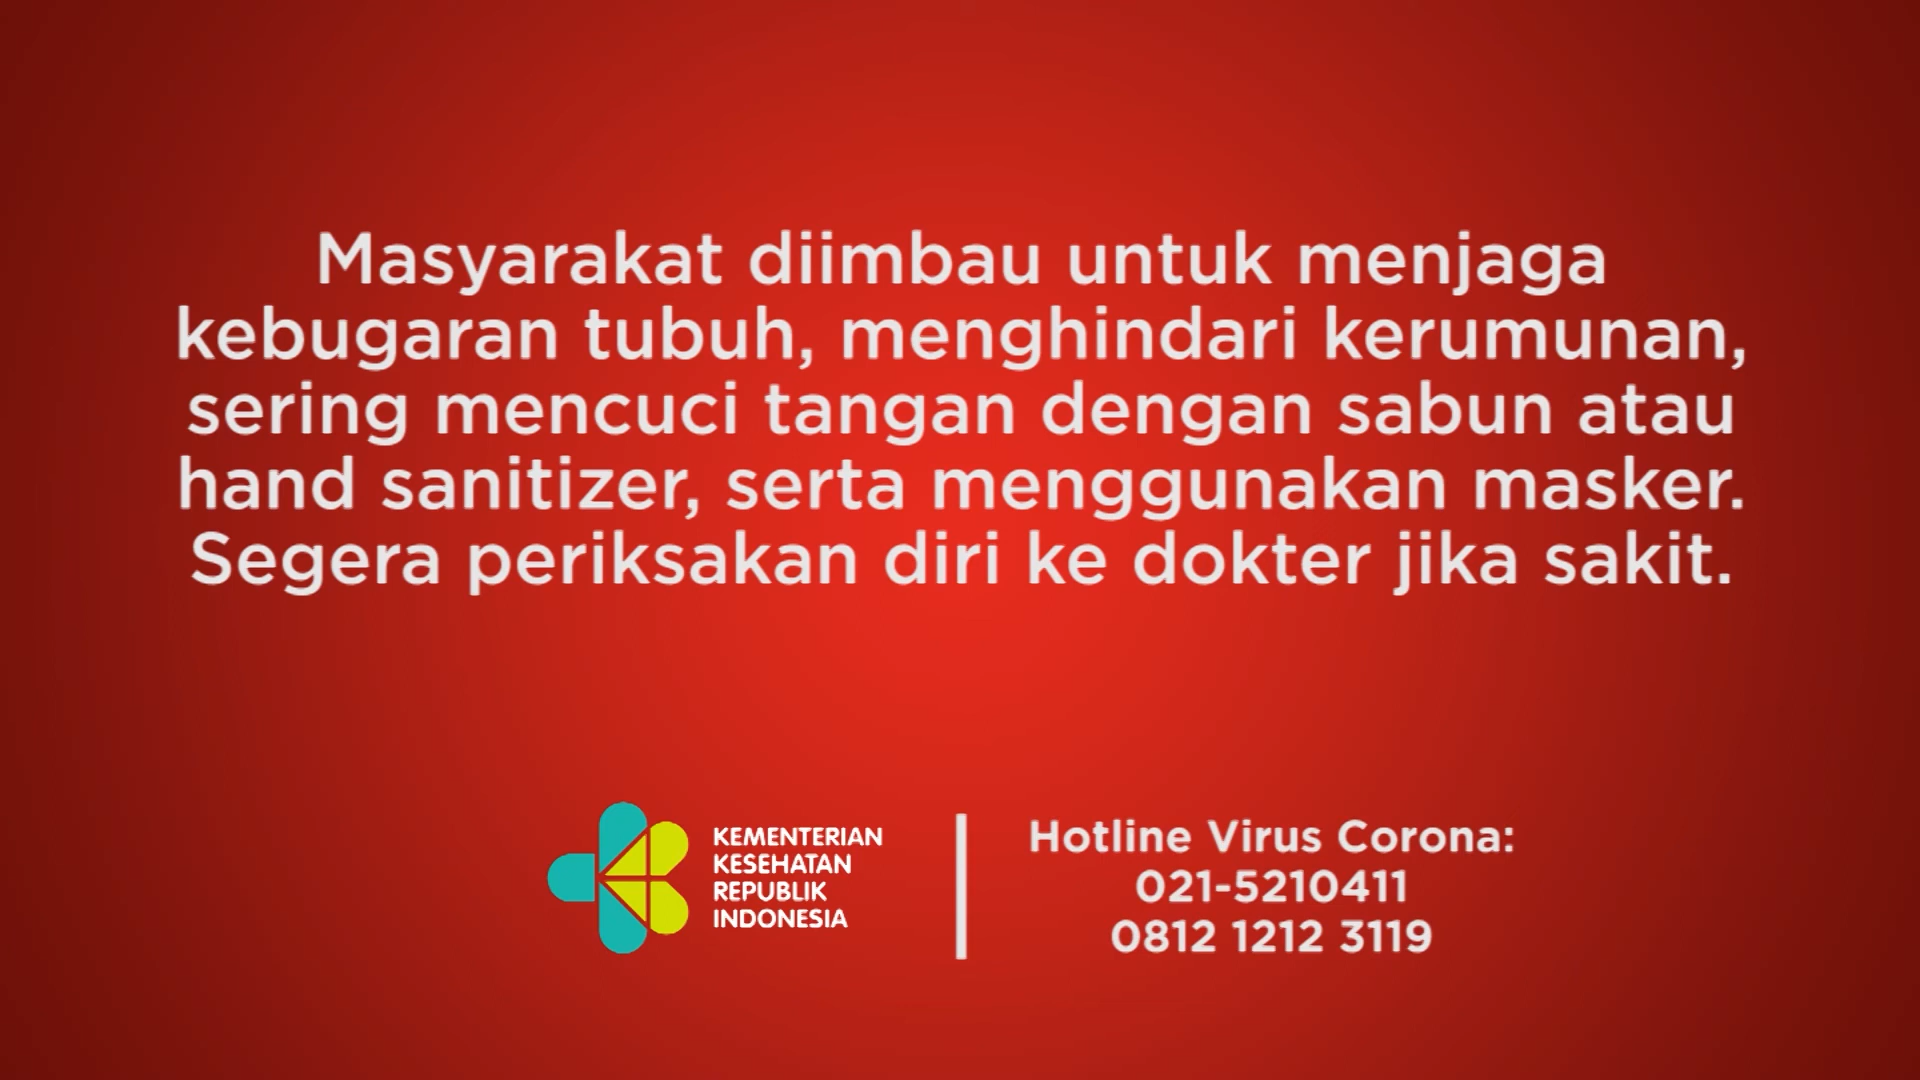 Masyarakat diimbau untuk menjaga
kebugaran tubuh, menghindari kerumunan,
sering mencuci tangan dengan sabun atau
hand sanitizer, serta menggunakan masker.
Segera periksakan diri ke dokter jika sakit.
KEMENTERIAN
KESEHATAN
REPUBLIK
INDONESIA
Hotline Virus Corona:
021-5210411
0812 1212 3119